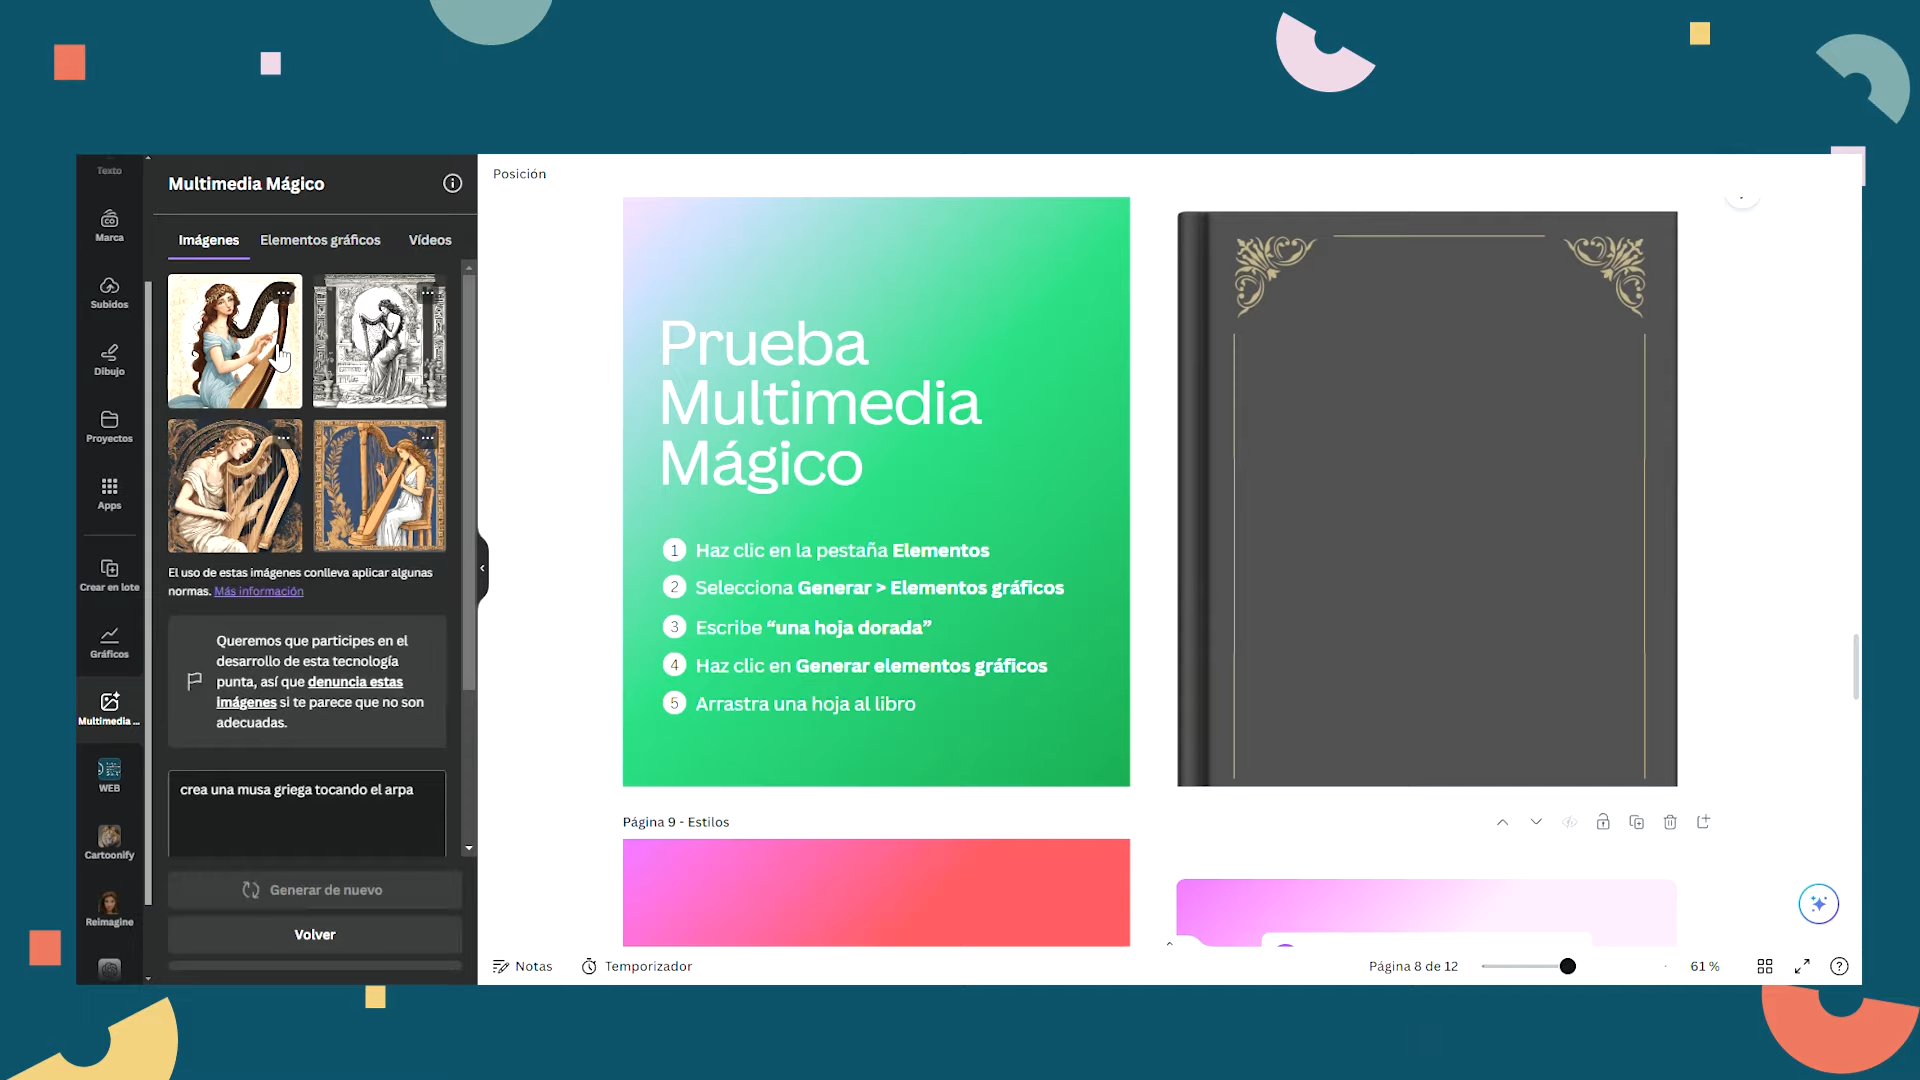 Texto
Marca
Subidos
Dibujo
Proyectos
Apps
Crear en lote
Gráficos
Multimedia ...
WEB
Cartoonify
Reimagine
Multimedia Mágico
Imágenes
Elementos gráficos
Vídeos
El uso de estas imágenes conlleva aplicar algunas
normas. Más información
Queremos que participes en el
desarrollo de esta tecnología
punta, así que denuncia estas
imágenes si te parece que no son
adecuadas.
crea una musa griega tocando el arpa
Generar de nuevo
Volver
Posición
Prueba
Multimedia
Mágico
1 Haz clic en la pestaña Elementos
2 Selecciona Generar > Elementos gráficos
3 Escribe “una hoja dorada”
4 Haz clic en Generar elementos gráficos
5 Arrastra una hoja al libro
Página 9 - Estilos
Notas
Temporizador
Página 8 de 12
61 %